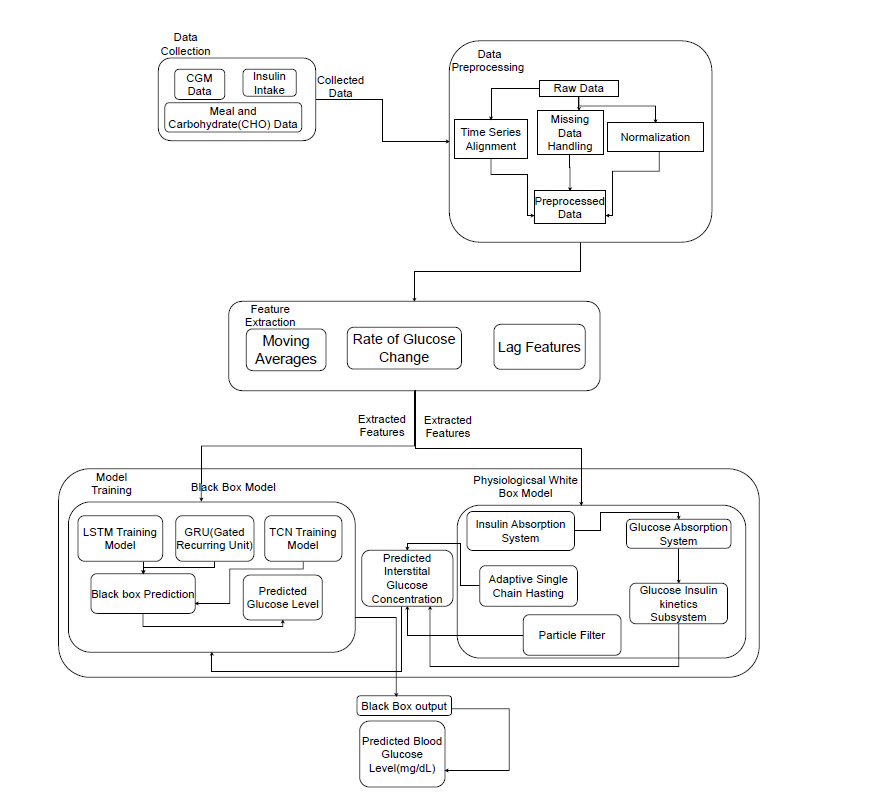 Data
Collection
CGM
Data
Insulin
Intake
Meal and
Carbohydrate(CHO) Data
Collected
Data
Data
Preprocessing
Raw Data
Time Series
Alignment
Missing
Data
Handling
Normalization
Preprocessed
Data
Feature
Extraction
Moving
Averages
Rate of Glucose
Change
Lag Features
Extracted
Features
Extracted
Features
Model
Training
Black Box Model
LSTM Training
Model
GRU(Gated
Recurring Unit)
TCN Training
Model
Black box Prediction
Predicted
Glucose Level
Predicted
Interstital
Glucose
Concentration
Physiologicsal White
Box Model
Insulin Absorption
System
Glucose Absorption
System
Adaptive Single
Chain Hasting
Glucose Insulin
kinetics
Subsystem
Particle Filter
Black Box output
Predicted Blood
Glucose
Level(mg/dL)